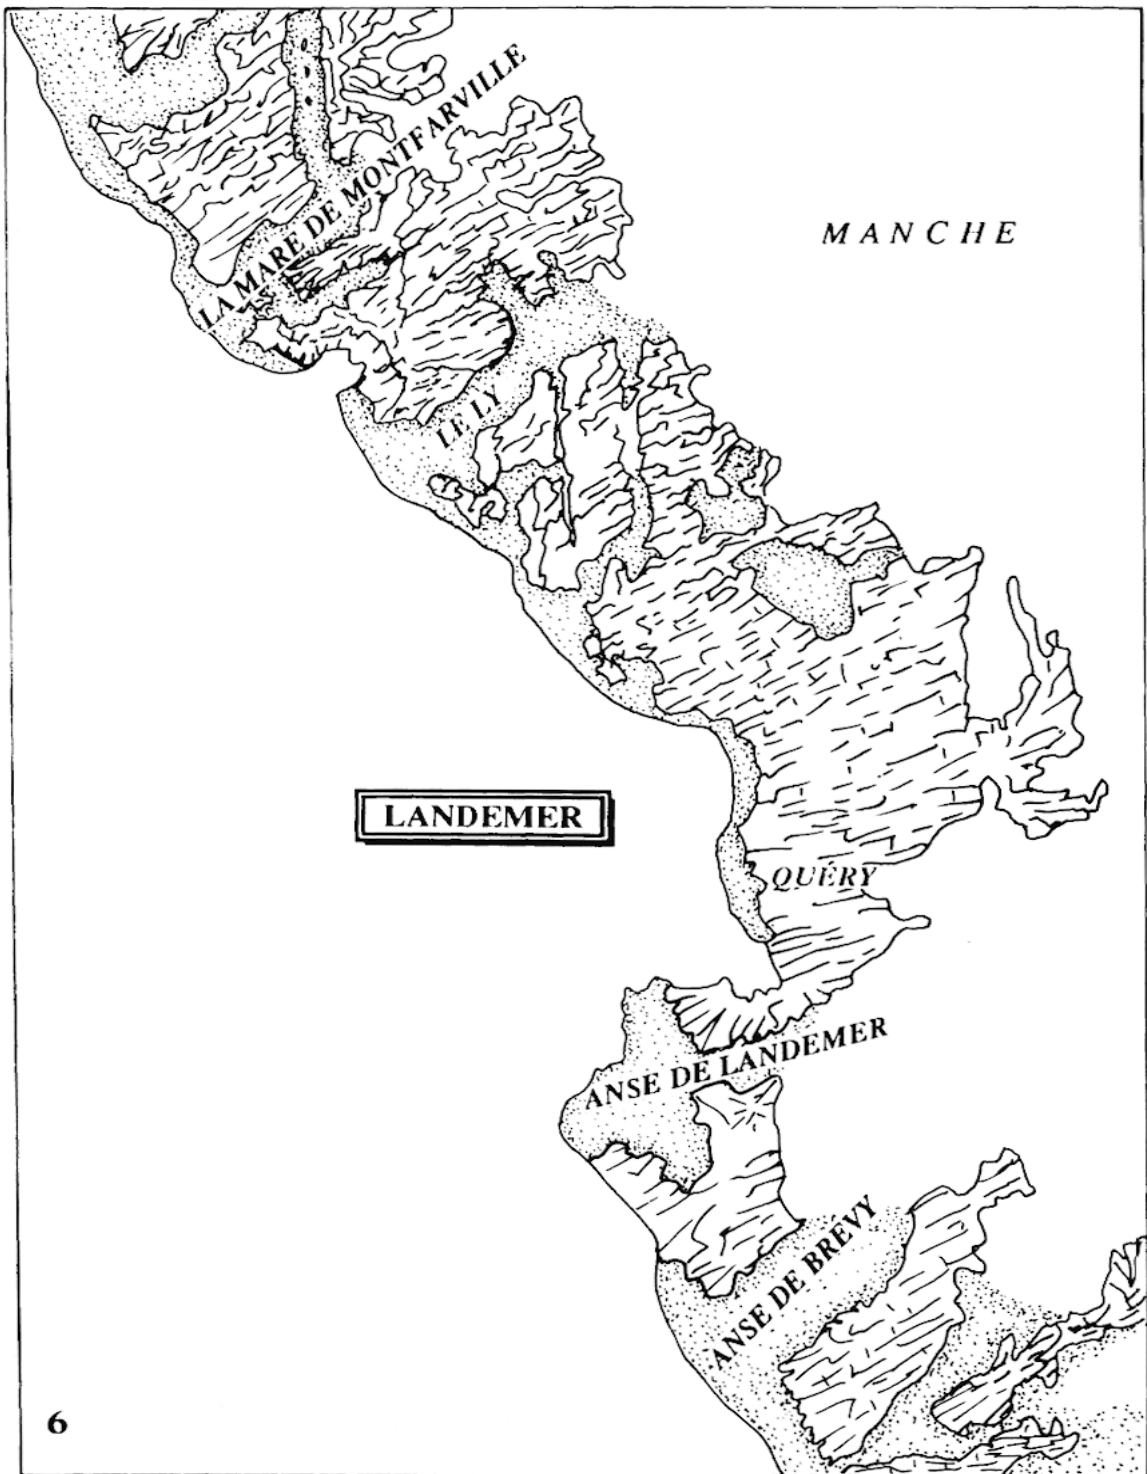 LA MARE DE MONTFARVILLE
MANCHE
LE LY
LANDEMER
QUÉRY
ANSE DE LANDEMER
ANSE DE BRÉVY
6